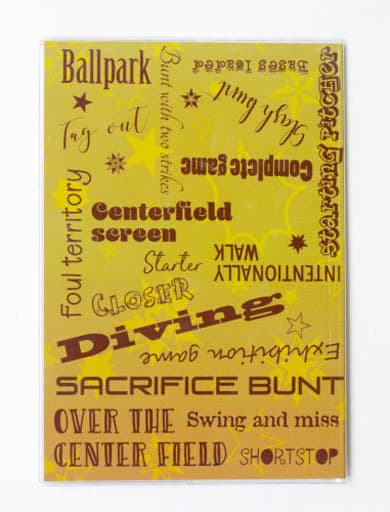 Ballpark
Bunt with two strikes
Bases loaded
Starting Pitcher
Slash bunt
Tag out
Complete game
Foul territory
Centerfield
screen
INTENTIONALLY
WALK
Starter
CLOSER
Diving
Exhibition game
SACRIFICE BUNT
OVER THE
CENTER FIELD
Swing and miss
SHORTSTOP